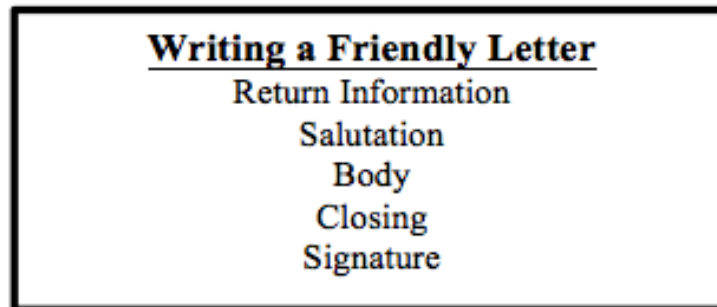 Writing a Friendly Letter
Return Information
Salutation
Body
Closing
Signature